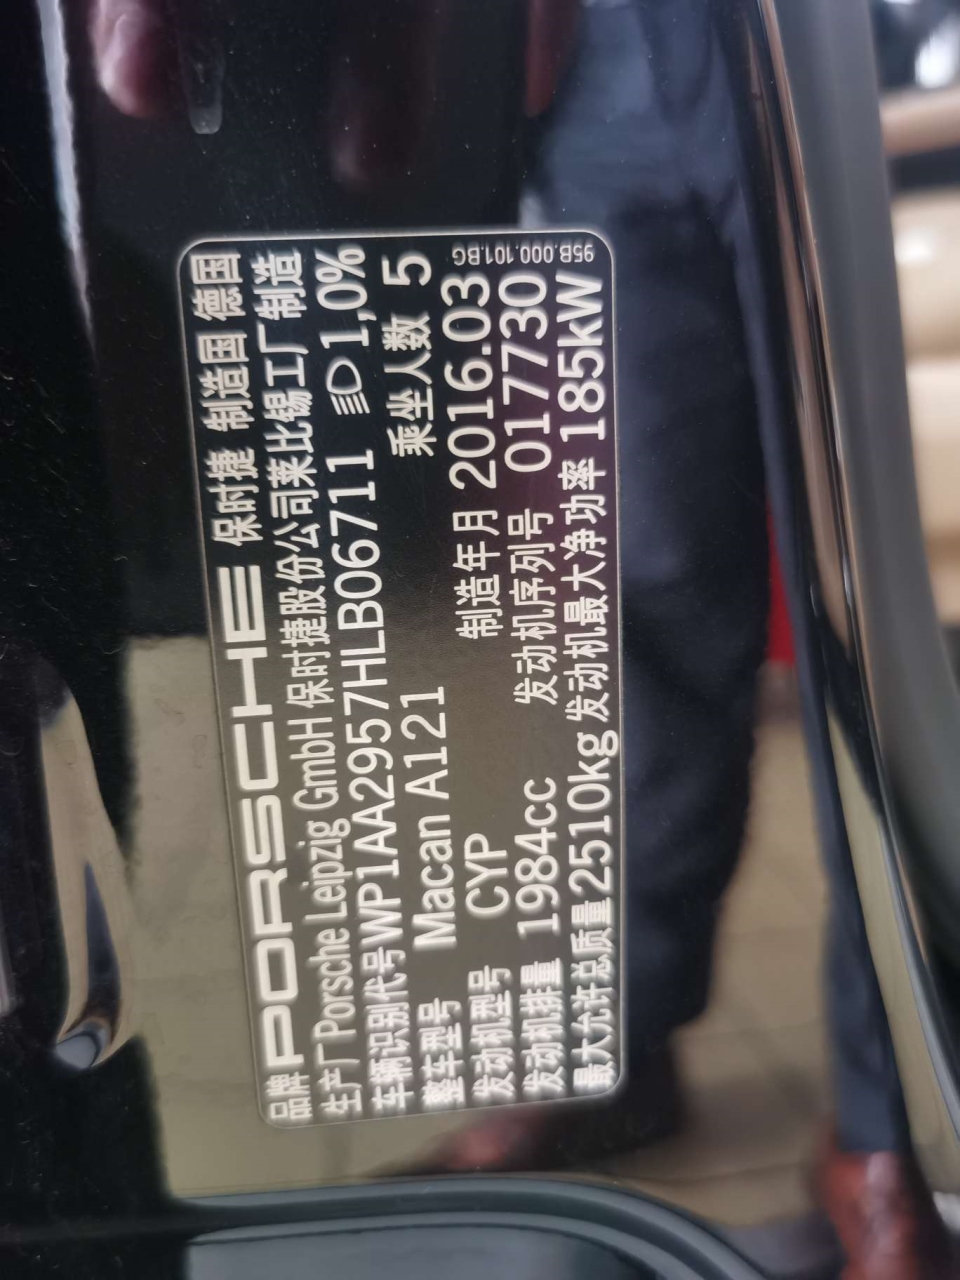 品牌 PORSCHE 保时捷 制造国 德国
生产厂 Porsche Leipzig GmbH 保时捷股份公司莱比锡工厂制造
车辆识别代号 WP1AA2957HLB06711 1,0%
整车型号 Macan A121 乘坐人数 5
发动机型号 CYP 制造年月 2016.03
发动机排量 1984cc 发动机序列号 017730
最大允许总质量 2510kg 发动机最大净功率 185kW
95B.000.101.BG